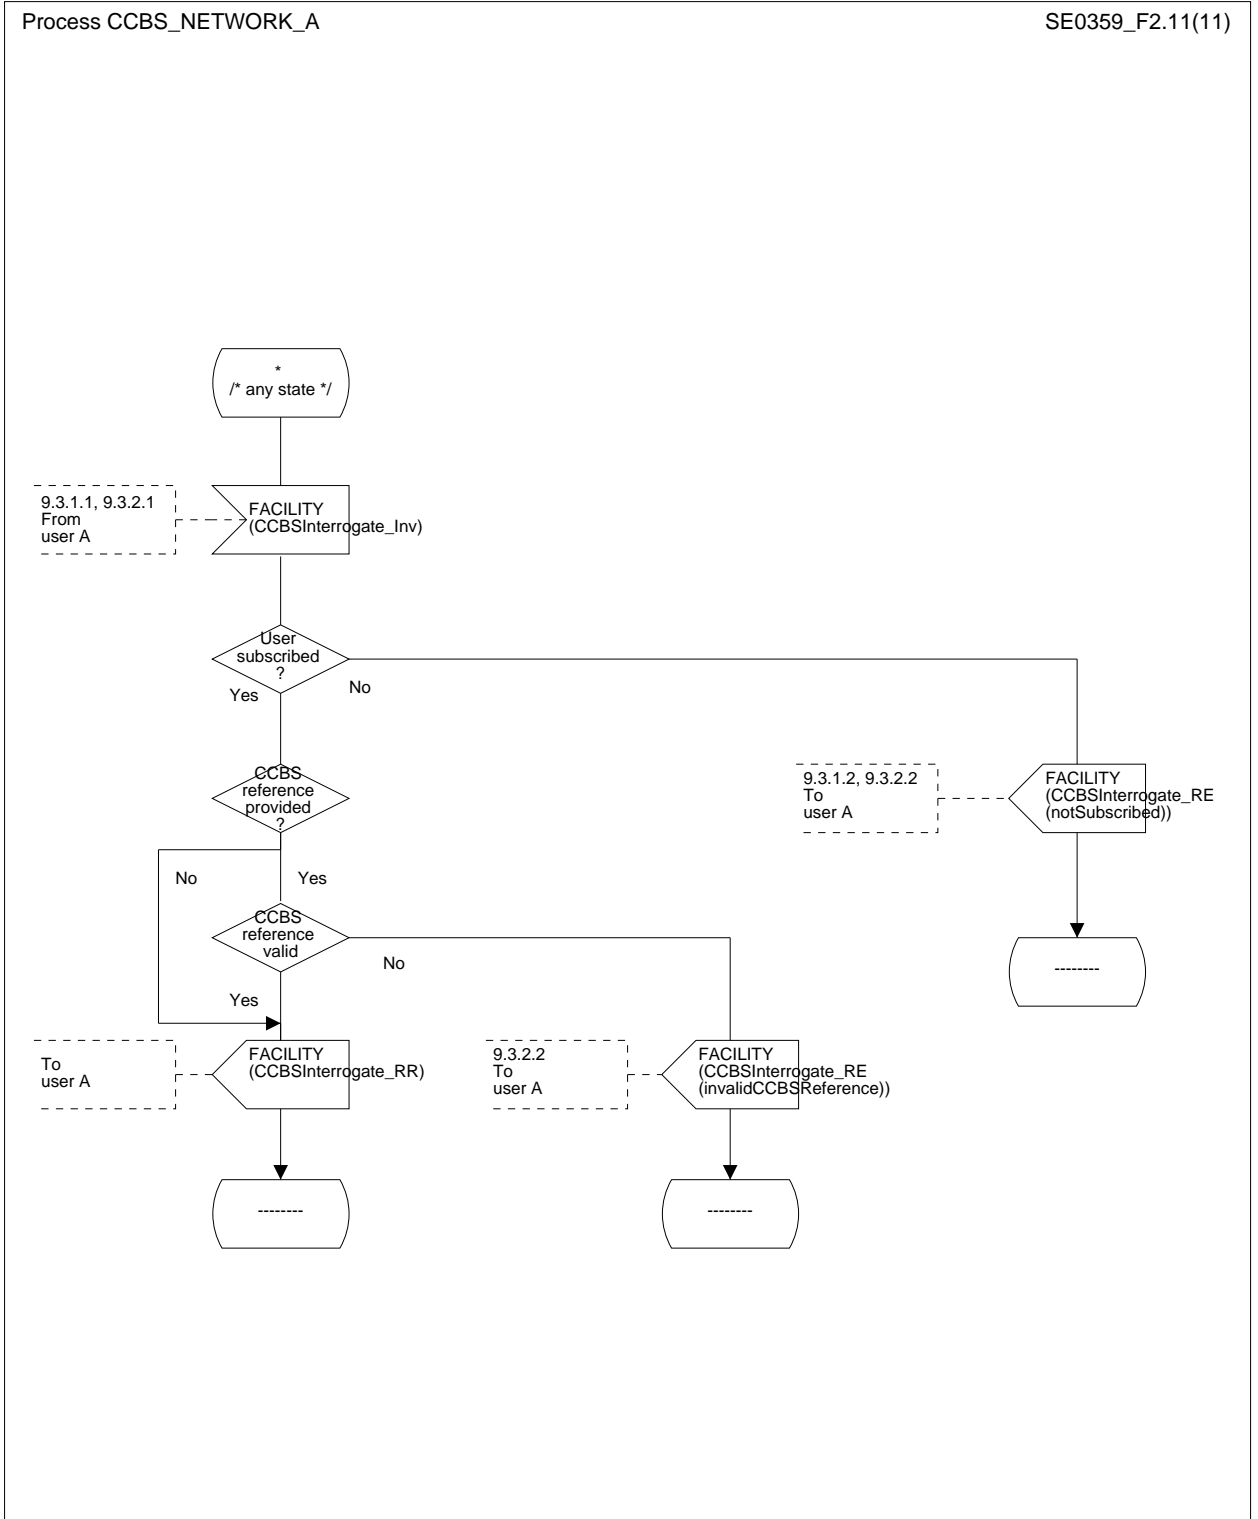 Process CCBS_NETWORK_A
SE0359_F2.11(11)
*
/* any state */
9.3.1.1, 9.3.2.1
From
user A
FACILITY
(CCBSInterrogate_Inv)
User
subscribed
?
Yes
No
CCBS
reference
provided
?
9.3.1.2, 9.3.2.2
To
user A
FACILITY
(CCBSInterrogate_RE
(notSubscribed))
No
Yes
CCBS
reference
valid
No
--------
Yes
To
user A
FACILITY
(CCBSInterrogate_RR)
9.3.2.2
To
user A
FACILITY
(CCBSInterrogate_RE
(invalidCCBSReference))
--------
--------